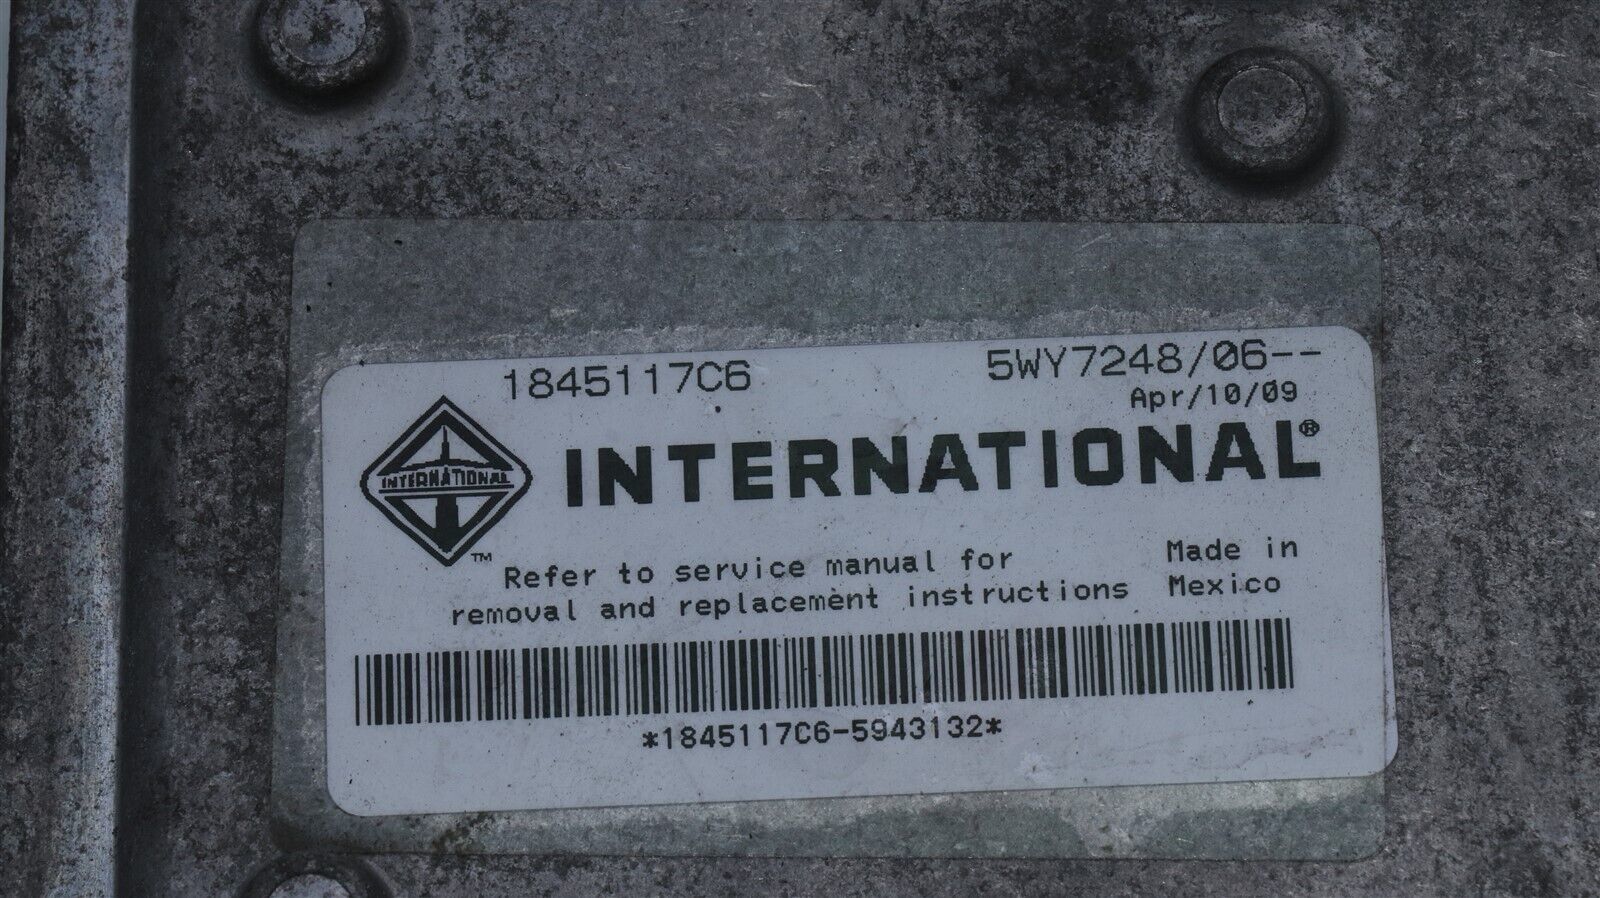 1845117C6 5WY7248/06--
Apr/10/09
INTERNATIONAL
INTERNATIONAL®
™
Refer to service manual for
removal and replacement instructions
Made in
Mexico
*1845117C6-5943132*